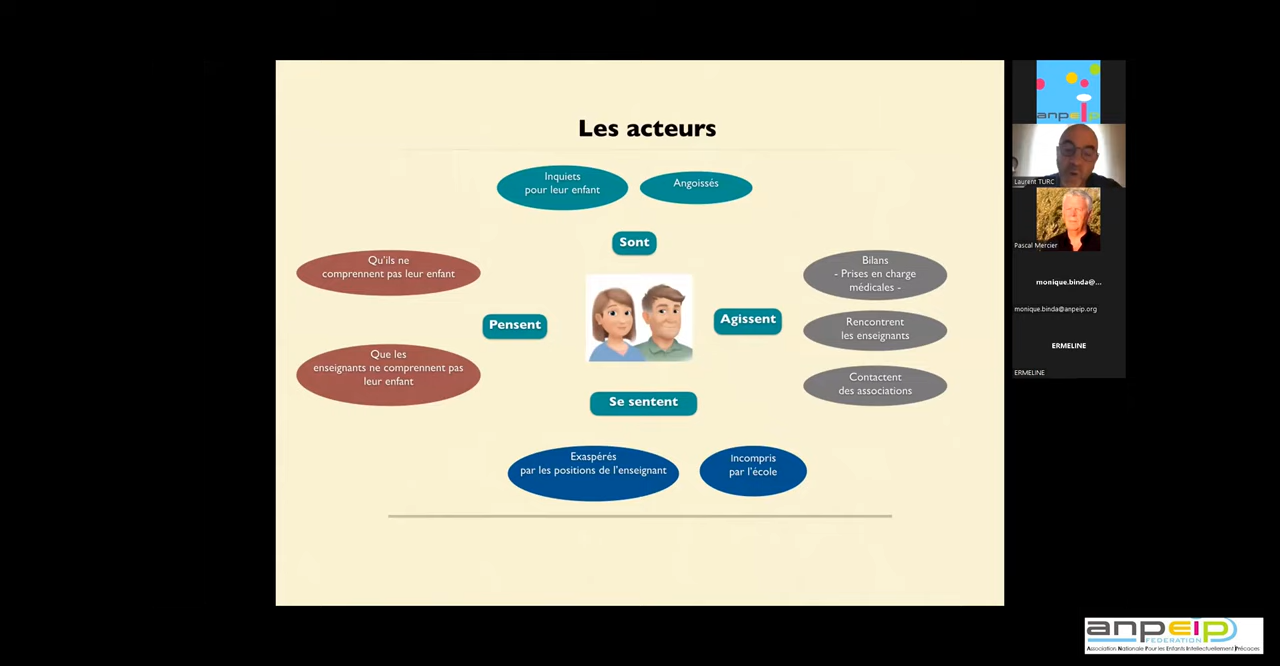 Les acteurs
Inquiets
pour leur enfant
Angoissés
Sont
Qu'ils ne
comprennent pas leur enfant
Pensent
Que les
enseignants ne comprennent pas
leur enfant
Agissent
Bilans
- Prises en charge
médicales -
Rencontrent
les enseignants
Contactent
des associations
Se sentent
Exaspérés
par les positions de l'enseignant
Incompris
par l'école
anpeip
Laurent TURC
Pascal Mercier
monique.binda@...
monique.binda@anpeip.org
ERMELINE
ERMELINE
anpeip
FEDERATION
Association Nationale Pour les Enfants Intellectuellement Précoces